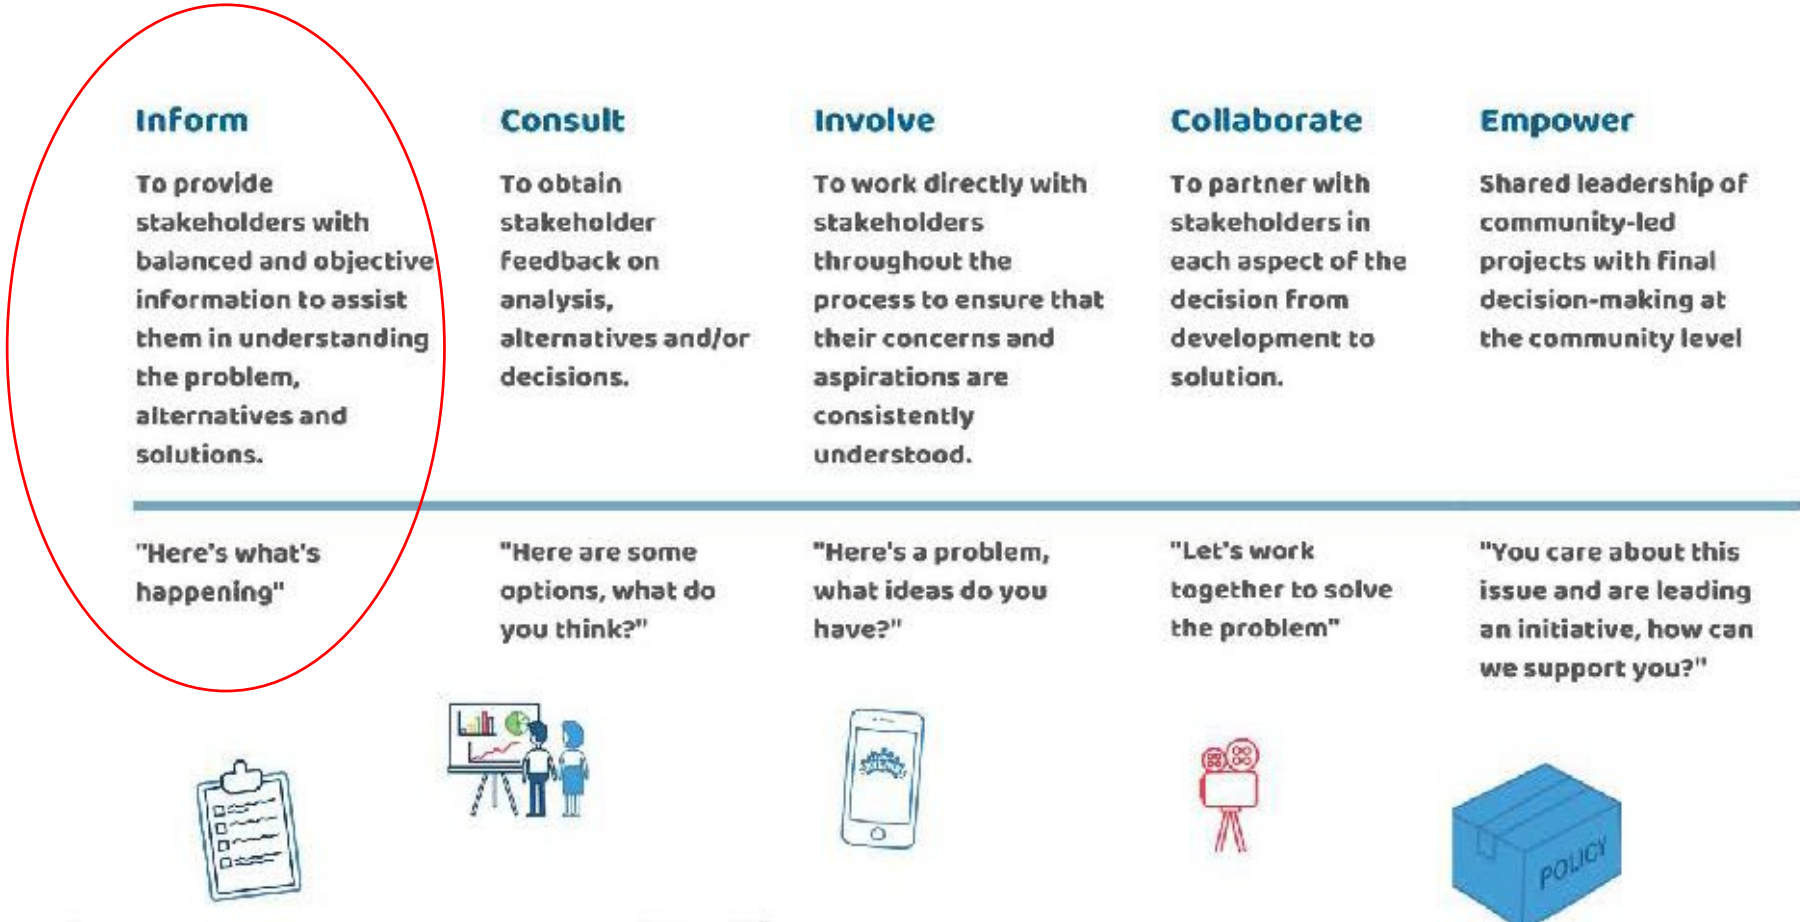 Inform
To provide
stakeholders with
balanced and objective
information to assist
them in understanding
the problem,
alternatives and
solutions.
"Here's what's
happening"
Consult
To obtain
stakeholder
feedback on
analysis,
alternatives and/or
decisions.
"Here are some
options, what do
you think?"
Involve
To work directly with
stakeholders
throughout the
process to ensure that
their concerns and
aspirations are
consistently
understood.
"Here's a problem,
what ideas do you
have?"
Collaborate
To partner with
stakeholders in
each aspect of the
decision from
development to
solution.
"Let's work
together to solve
the problem"
Empower
Shared leadership of
community-led
projects with final
decision-making at
the community level
"You care about this
issue and are leading
an initiative, how can
we support you?"
POLICY